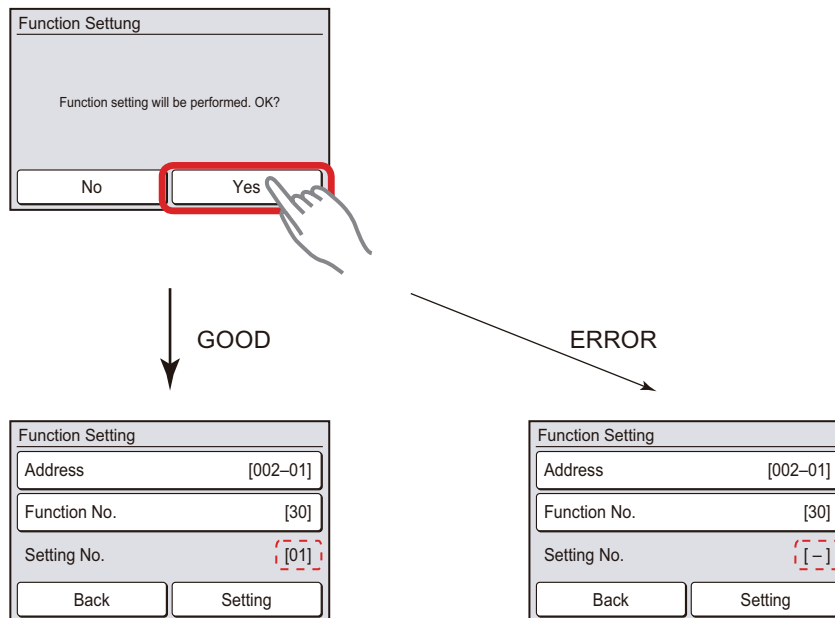 Function Settung
Function setting will be performed. OK?
No Yes
GOOD ERROR
Function Setting
Address [002–01]
Function No. [30]
Setting No. [01]
Back Setting
Function Setting
Address [002–01]
Function No. [30]
Setting No. [ – ]
Back Setting